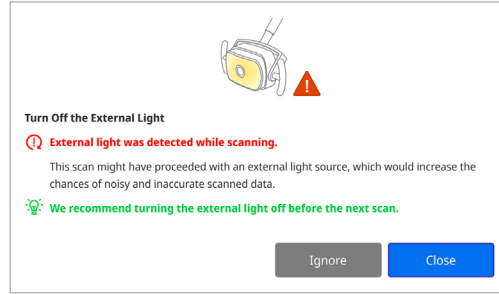 Turn Off the External Light
External light was detected while scanning.
This scan might have proceeded with an external light source, which would increase the
chances of noisy and inaccurate scanned data.
We recommend turning the external light off before the next scan.
Ignore Close